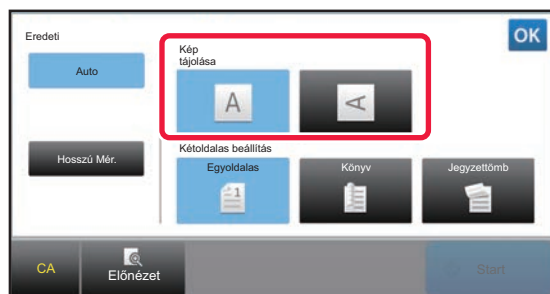 Eredeti
OK
Kép
tájolása
Auto
A
A
Kétoldalas beállítás
Hosszú Mér.
Egyoldalas
Könyv
Jegyzettömb
1
CA
Előnézet
Start